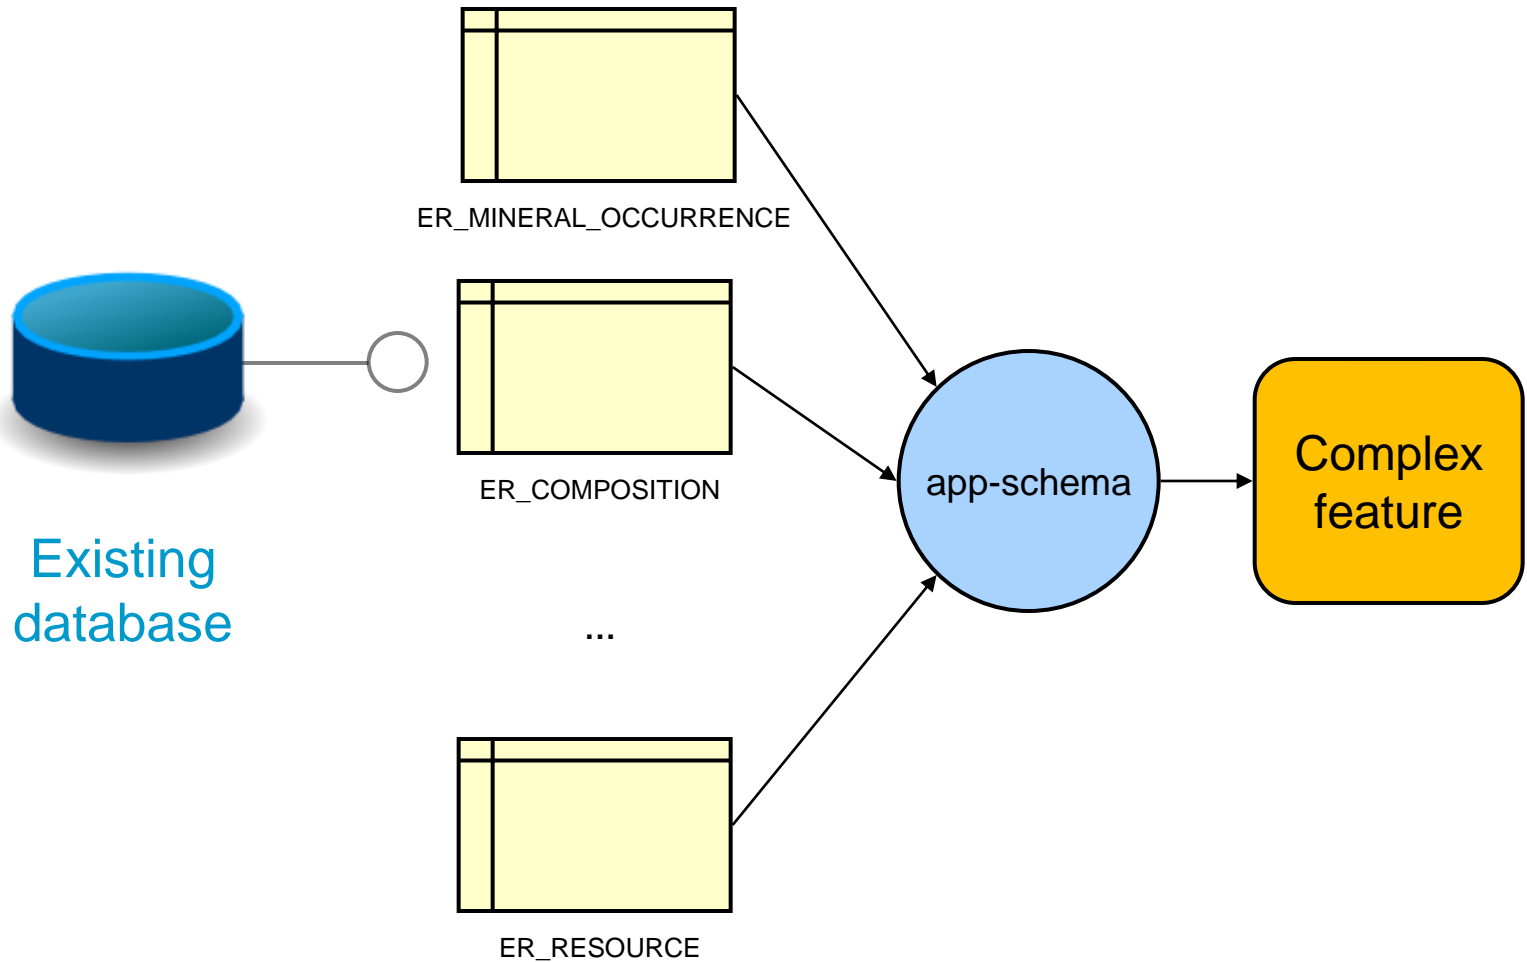 ER_MINERAL_OCCURRENCE
Existing
database
ER_COMPOSITION
...
ER_RESOURCE
app-schema
Complex
feature